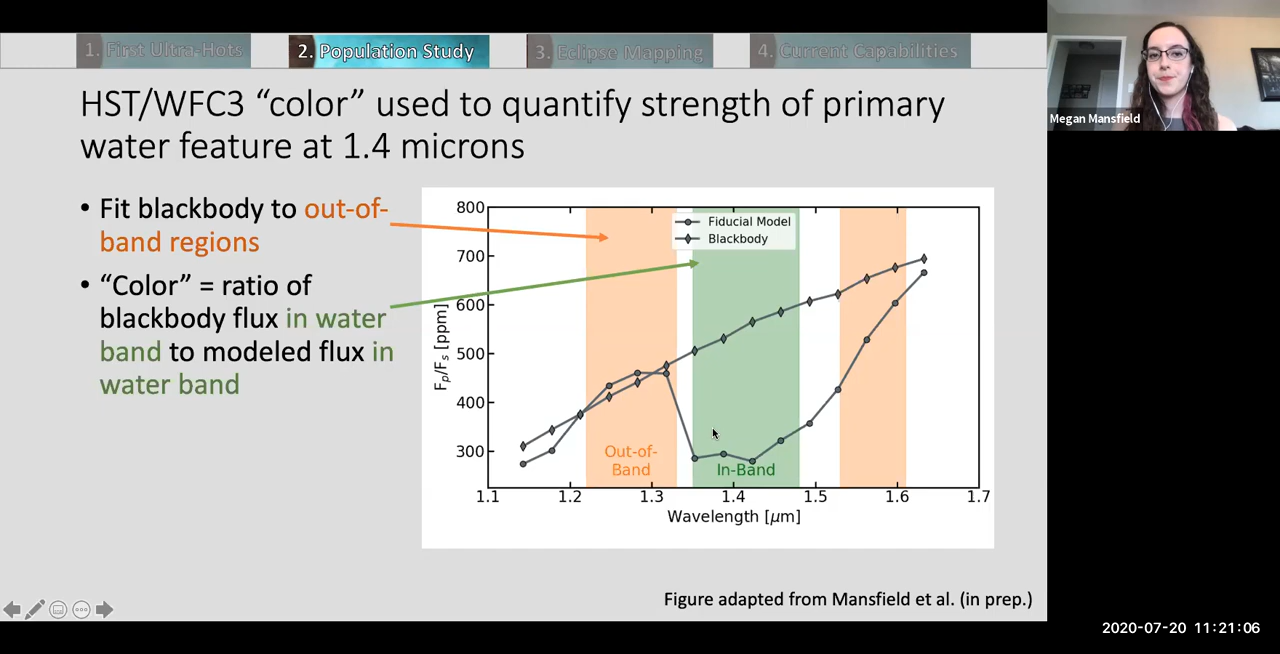 1. First Ultra-Hots
2. Population Study
3. Eclipse Mapping
4. Current Capabilities
HST/WFC3 “color” used to quantify strength of primary
water feature at 1.4 microns
• Fit blackbody to out-of-
band regions
• “Color” = ratio of
blackbody flux in water
band to modeled flux in
water band
Fiducial Model
Blackbody
800
700
600
500
400
300
Fp/Fs [ppm]
Out-of-
Band
In-Band
1.1 1.2 1.3 1.4 1.5 1.6 1.7
Wavelength [μm]
Figure adapted from Mansfield et al. (in prep.)
Megan Mansfield
2020-07-20 11:21:06